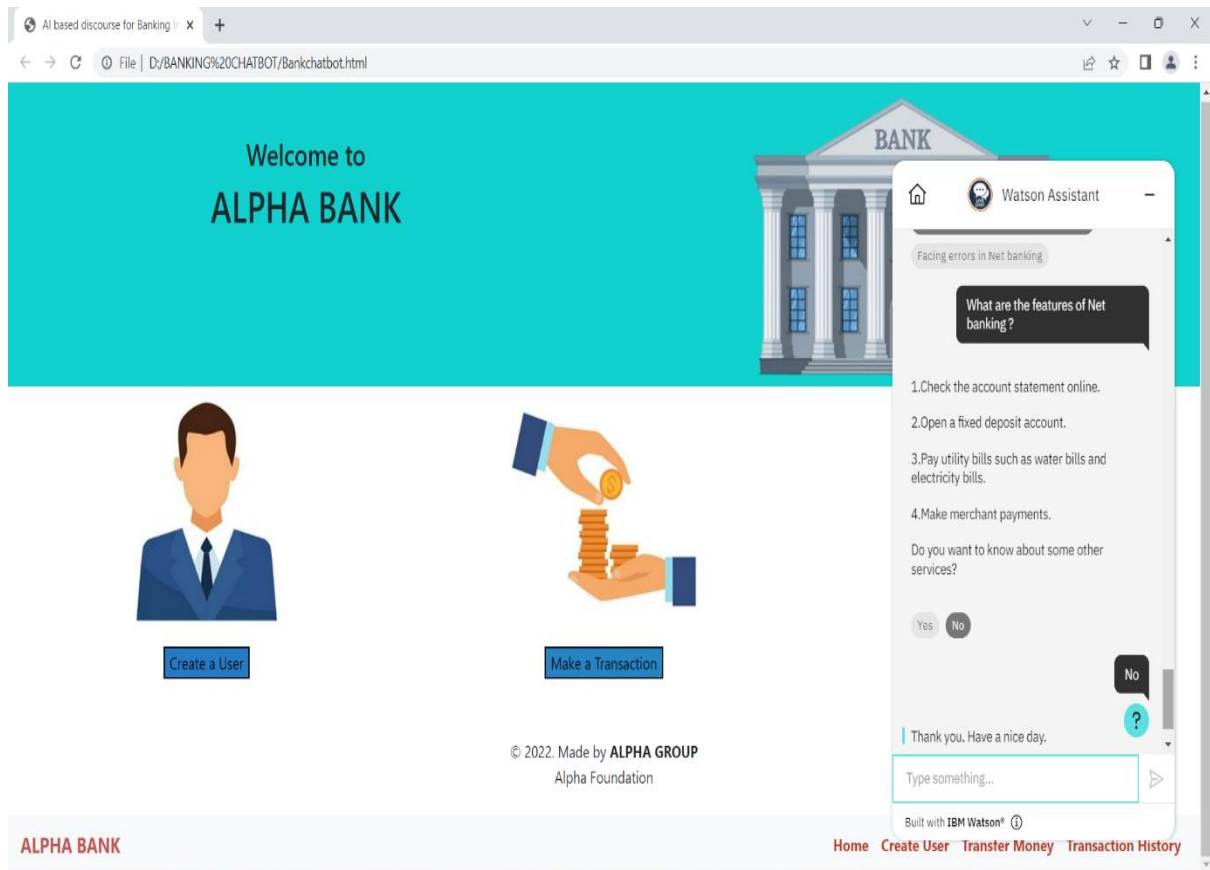 AI based discourse for Banking In
File | D:/BANKING%20CHATBOT/Bankchatbot.html
Welcome to
ALPHA BANK
BANK
Create a User
Make a Transaction
© 2022. Made by ALPHA GROUP
Alpha Foundation
ALPHA BANK
Home Create User Transfer Money Transaction History
Watson Assistant
Facing errors in Net banking
What are the features of Net
banking ?
1.Check the account statement online.
2.Open a fixed deposit account.
3.Pay utility bills such as water bills and
electricity bills.
4.Make merchant payments.
Do you want to know about some other
services?
Yes No
No
?
Thank you. Have a nice day.
Type something...
Built with IBM Watson®